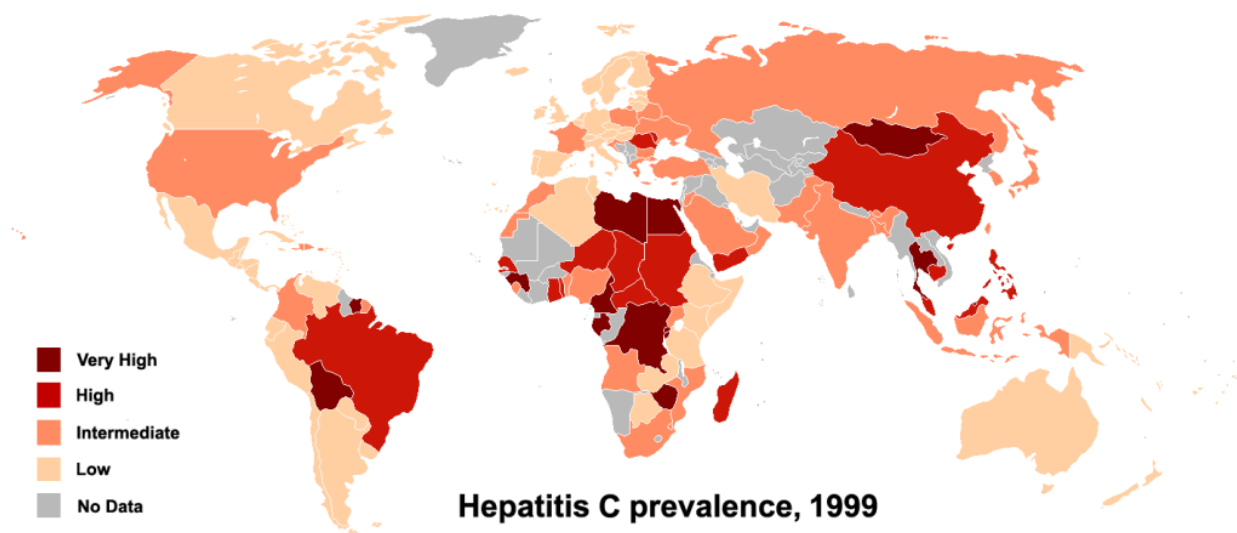 Very High
High
Intermediate
Low
No Data
Hepatitis C prevalence, 1999